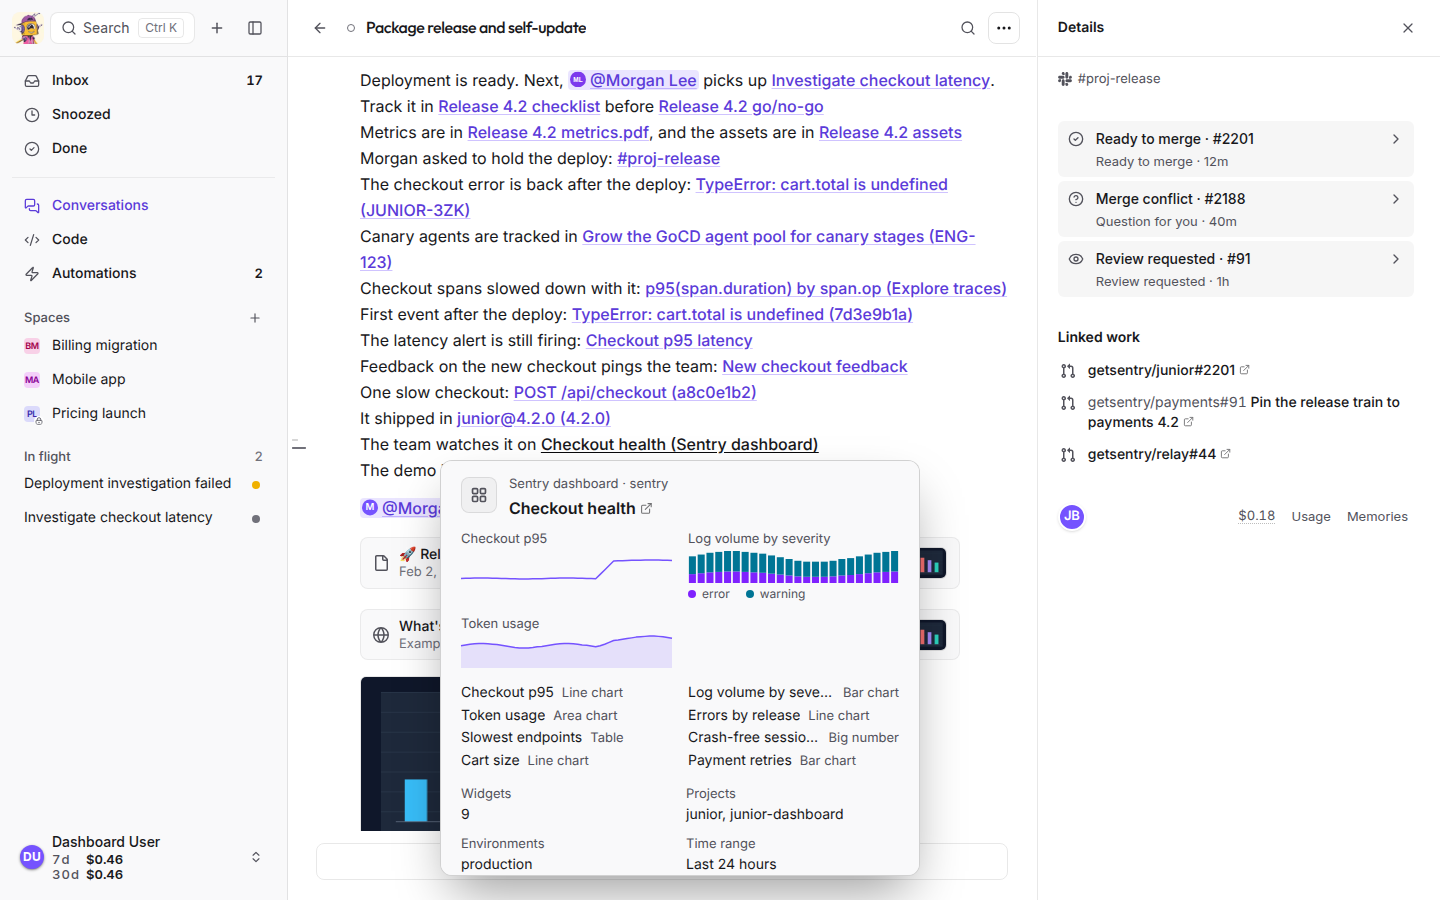 Search Ctrl K
Inbox 17
Snoozed
Done
Conversations
Code
Automations 2
Spaces
BM Billing migration
MA Mobile app
PL Pricing launch
In flight 2
Deployment investigation failed
Investigate checkout latency
DU Dashboard User
7d $0.46
30d $0.46
Package release and self-update
Deployment is ready. Next, ML @Morgan Lee picks up Investigate checkout latency.
Track it in Release 4.2 checklist before Release 4.2 go/no-go
Metrics are in Release 4.2 metrics.pdf, and the assets are in Release 4.2 assets
Morgan asked to hold the deploy: #proj-release
The checkout error is back after the deploy: TypeError: cart.total is undefined
(JUNIOR-3ZK)
Canary agents are tracked in Grow the GoCD agent pool for canary stages (ENG-
123)
Checkout spans slowed down with it: p95(span.duration) by span.op (Explore traces)
First event after the deploy: TypeError: cart.total is undefined (7d3e9b1a)
The latency alert is still firing: Checkout p95 latency
Feedback on the new checkout pings the team: New checkout feedback
One slow checkout: POST /api/checkout (a8c0e1b2)
It shipped in junior@4.2.0 (4.2.0)
The team watches it on Checkout health (Sentry dashboard)
The demo
M @Morga
🚀 Rel
Feb 2,
What's
Examp
Sentry dashboard · sentry
Checkout health
Checkout p95
Log volume by severity
error warning
Token usage
Checkout p95 Line chart
Log volume by seve... Bar chart
Token usage Area chart
Errors by release Line chart
Slowest endpoints Table
Crash-free sessio... Big number
Cart size Line chart
Payment retries Bar chart
Widgets
9
Projects
junior, junior-dashboard
Environments
production
Time range
Last 24 hours
Details
#proj-release
Ready to merge · #2201
Ready to merge · 12m
Merge conflict · #2188
Question for you · 40m
Review requested · #91
Review requested · 1h
Linked work
getsentry/junior#2201
getsentry/payments#91 Pin the release train to
payments 4.2
getsentry/relay#44
JB $0.18 Usage Memories